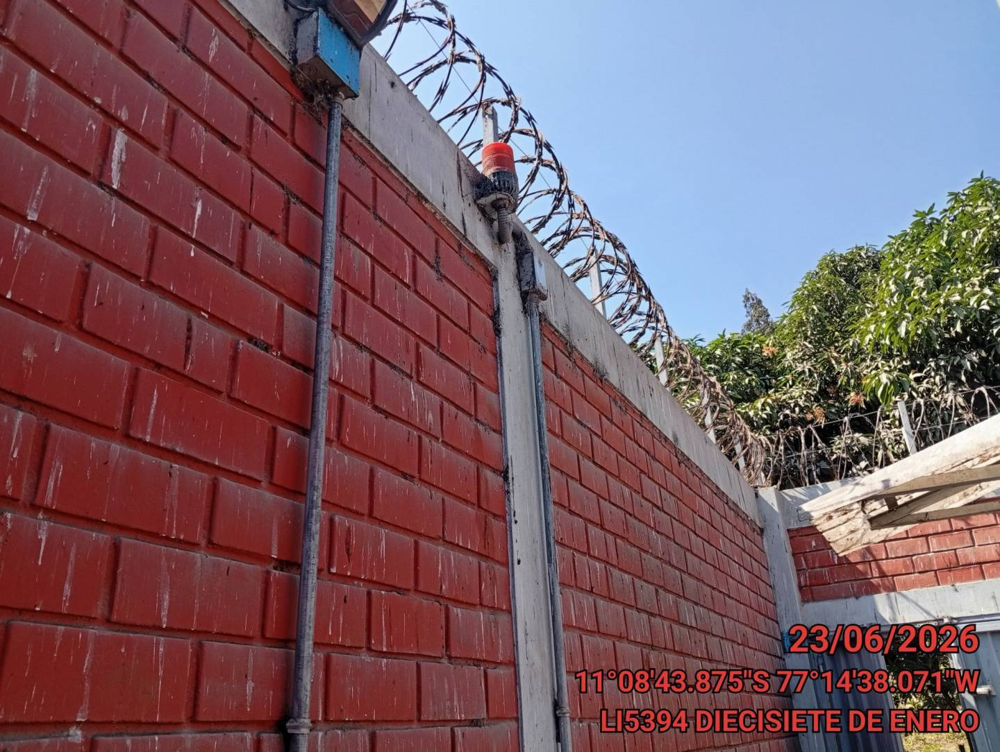 23/06/2026
11°08'43.875"S 77°14'38.071"W
LI5394 DIECISIETE DE ENERO